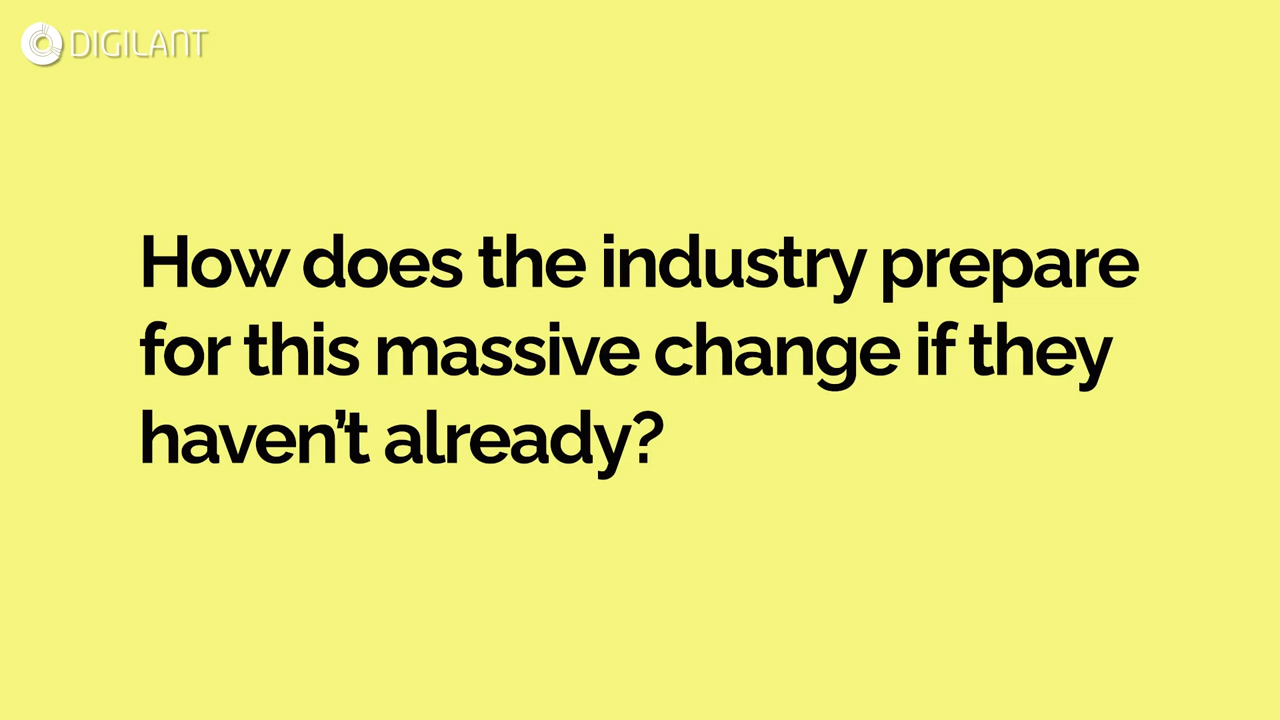 DIGILANT
How does the industry prepare
for this massive change if they
haven’t already?